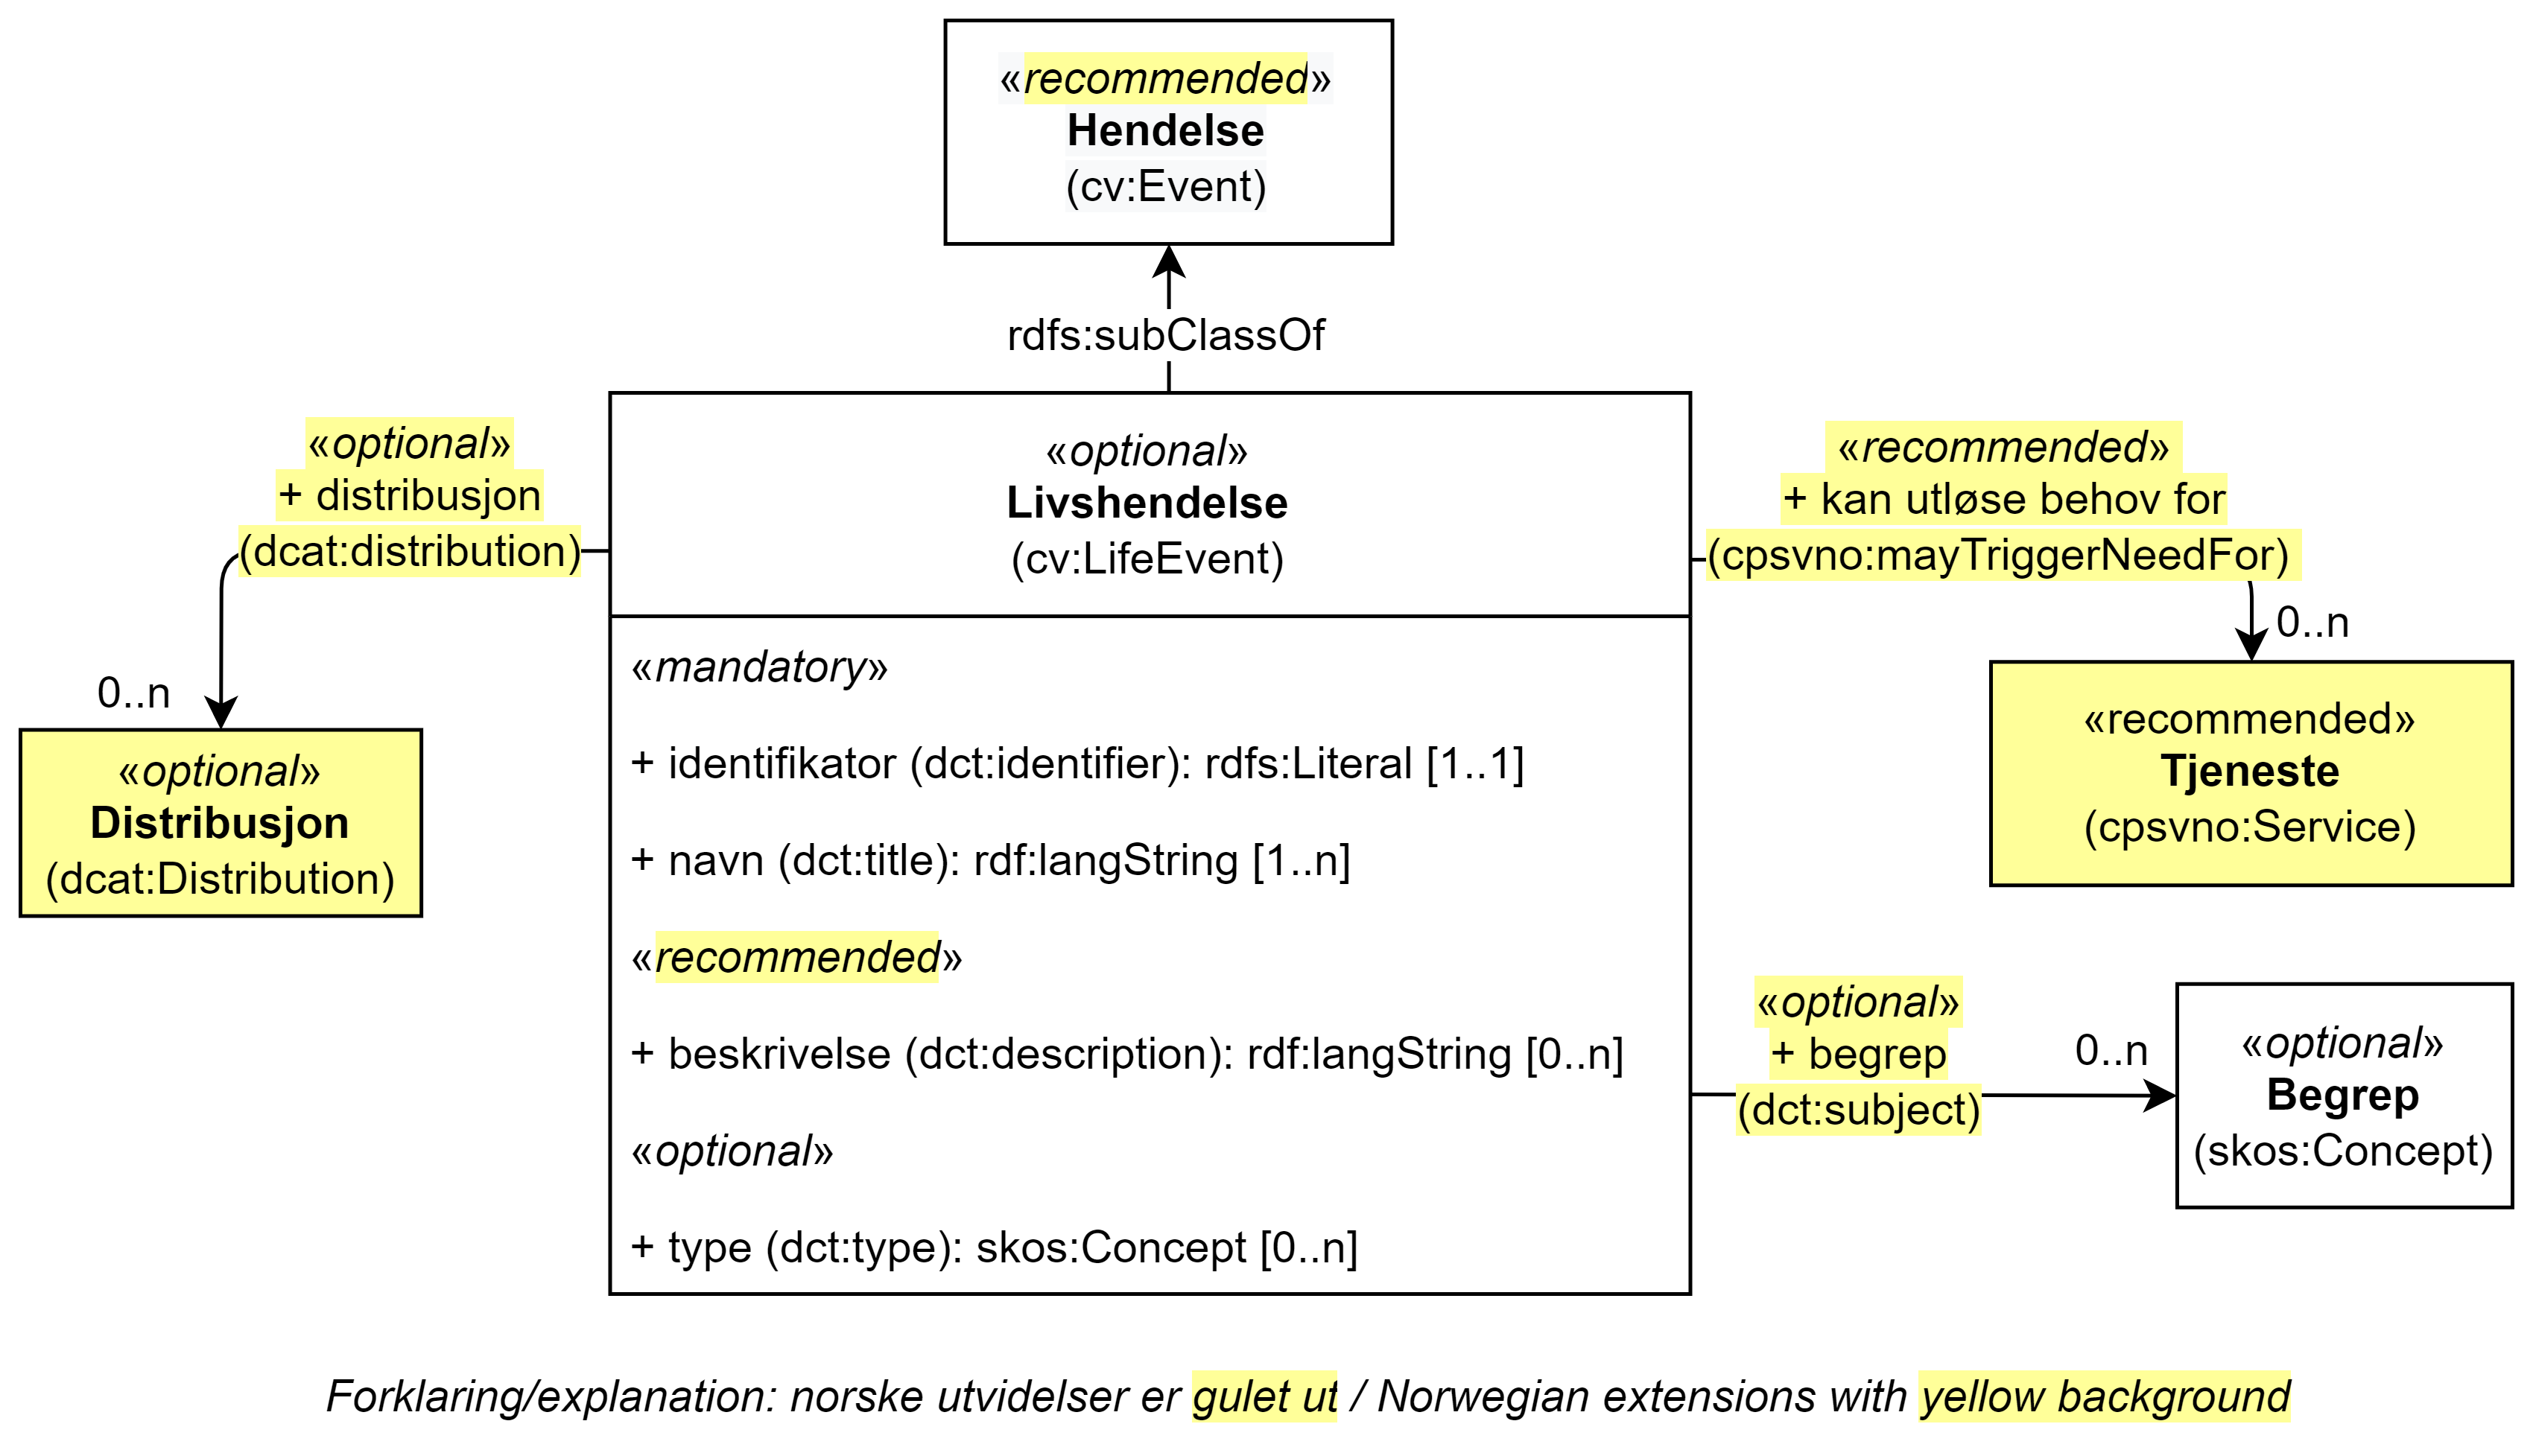 «recommended»
Hendelse
(cv:Event)
rdfs:subClassOf
«optional»
+ distribusjon
(dcat:distribution)
0..n
«optional»
Distribusjon
(dcat:Distribution)
«optional»
Livshendelse
(cv:LifeEvent)
«mandatory»
+ identifikator (dct:identifier): rdfs:Literal [1..1]
+ navn (dct:title): rdf:langString [1..n]
«recommended»
+ beskrivelse (dct:description): rdf:langString [0..n]
«optional»
+ type (dct:type): skos:Concept [0..n]
«recommended»
+ kan utløse behov for
(cpsvno:mayTriggerNeedFor)
0..n
«recommended»
Tjeneste
(cpsvno:Service)
«optional»
+ begrep
(dct:subject)
0..n
«optional»
Begrep
(skos:Concept)
Forklaring/explanation: norske utvidelser er gulet ut / Norwegian extensions with yellow background